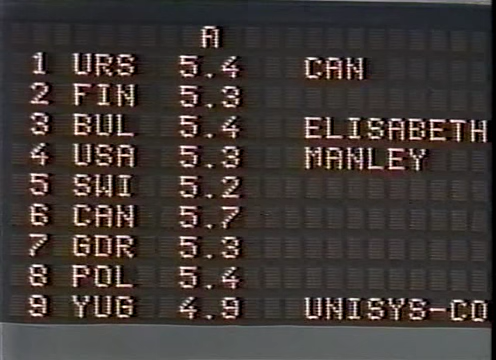 A
1 URS 5.4 CAN
2 FIN 5.3
3 BUL 5.4 ELISABETH
4 USA 5.3 MANLEY
5 SWI 5.2
6 CAN 5.7
7 GDR 5.3
8 POL 5.4
9 YUG 4.9 UNISYS-CO